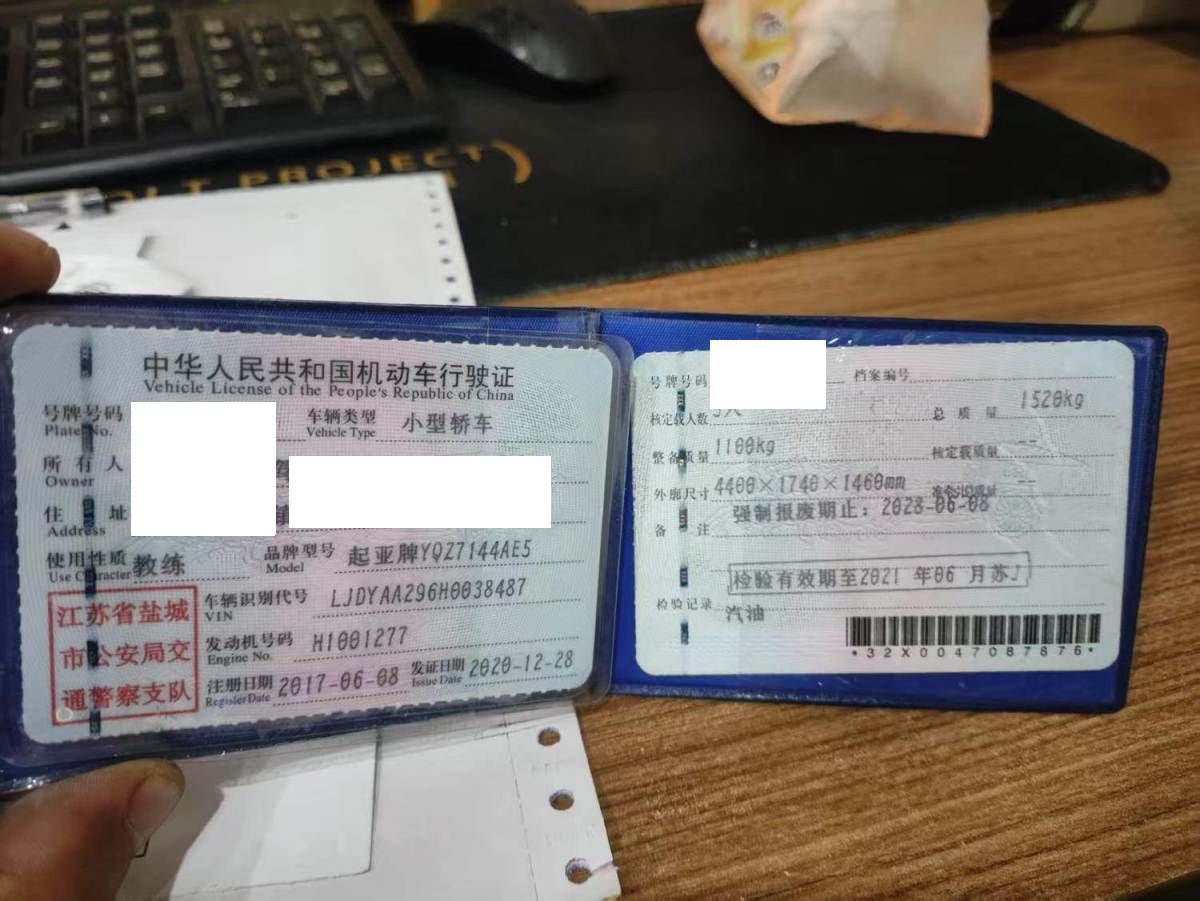 LT PROJECT
中华人民共和国机动车行驶证
Vehicle License of the People's Republic of China
号牌号码
Plate No.
车辆类型 小型轿车
Vehicle Type
所有人
Owner
住址
Address
使用性质 教练
Use Character
品牌型号 起亚牌YQZ7144AE5
Model
车辆识别代号 LJDYAA296H0038487
VIN
发动机号码 H1001277
Engine No.
注册日期 2017-06-08 发证日期 2020-12-28
Register Date Issue Date
江苏省盐城
市公安局交
通警察支队
号牌号码 档案编号
核定载人数 总质量 1520kg
整备质量 1100kg 核定载质量 --
外廓尺寸 4400×1740×1460mm 准牵引总质量 --
备注 强制报废期止：2028-06-08
检验有效期至2021 年06 月苏J
检验记录
汽油
*32X0047087876*